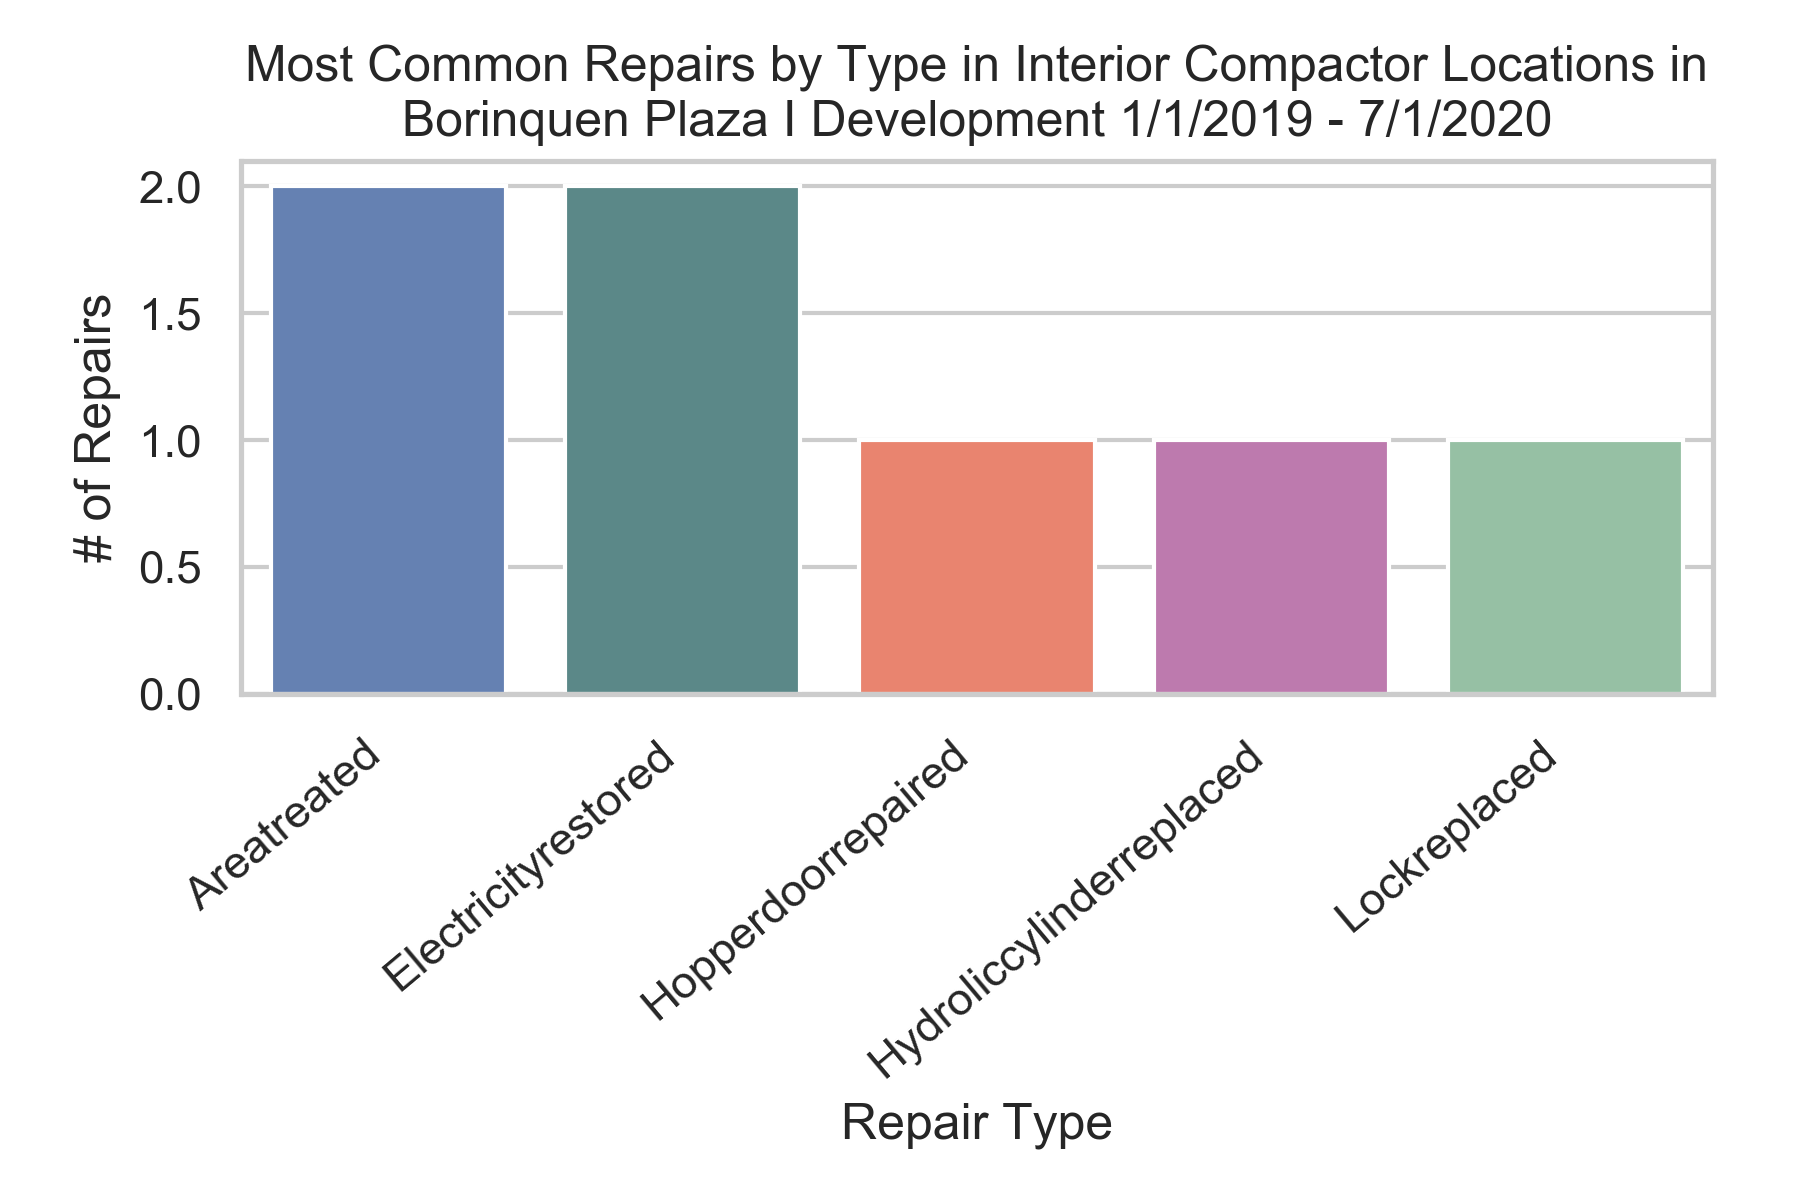 Most Common Repairs by Type in Interior Compactor Locations in
Borinquen Plaza I Development 1/1/2019 - 7/1/2020
# of Repairs
2.0
1.5
1.0
0.5
0.0
Areatreated
Electricityrestored
Hopperdoorrepaired
Hydroliccylinderreplaced
Lockreplaced
Repair Type